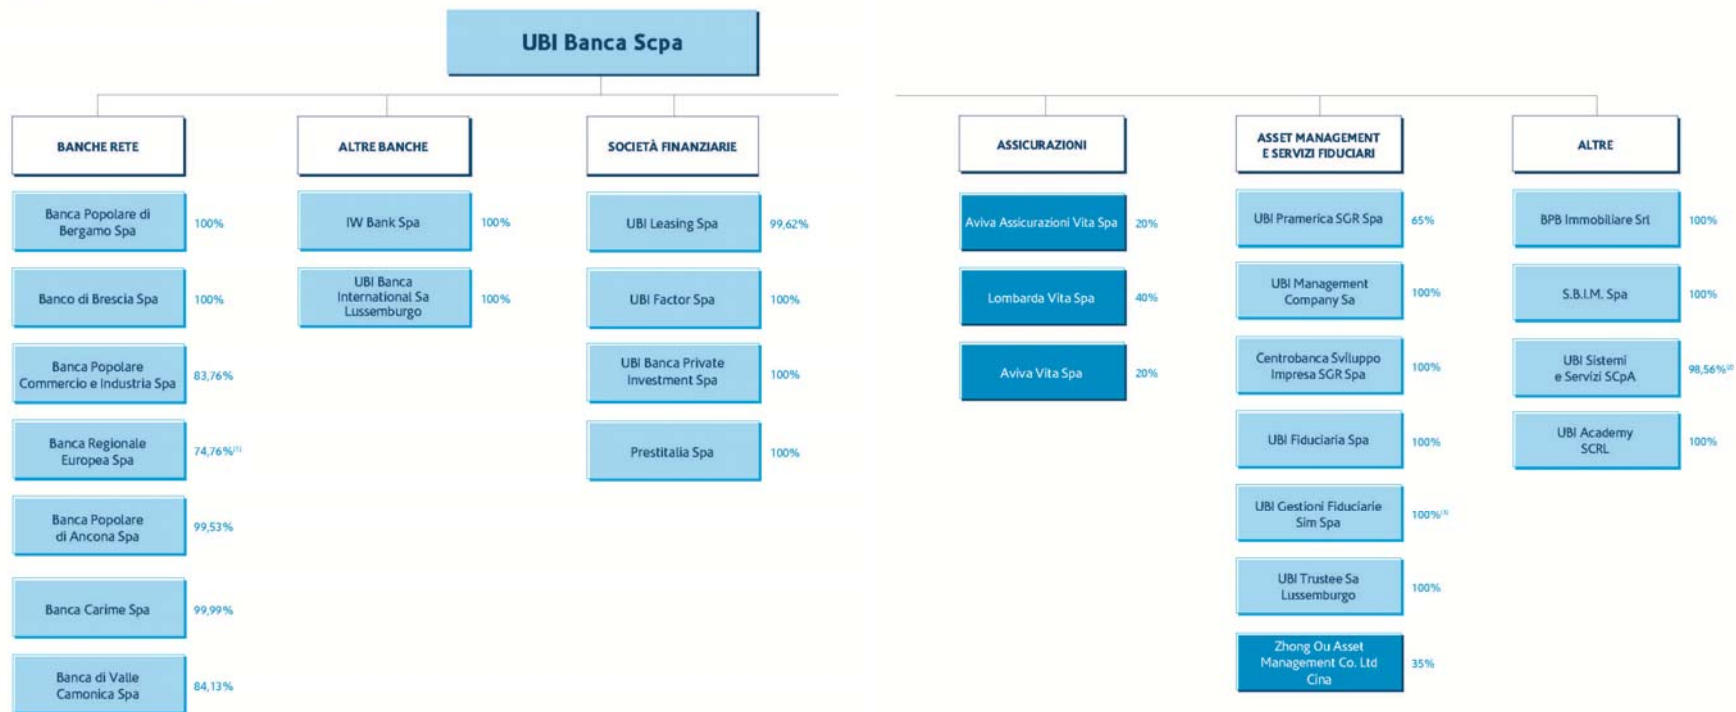 UBI Banca Scpa
BANCHE RETE
Banca Popolare di
Bergamo Spa
100%
Banco di Brescia Spa
100%
Banca Popolare
Commercio e Industria Spa
83,76%
Banca Regionale
Europea Spa
74,76%(1)
Banca Popolare
di Ancona Spa
99,53%
Banca Carime Spa
99,99%
Banca di Valle
Camonica Spa
84,13%
ALTRE BANCHE
IW Bank Spa
100%
UBI Banca
International Sa
Lussemburgo
100%
SOCIETÀ FINANZIARIE
UBI Leasing Spa
99,62%
UBI Factor Spa
100%
UBI Banca Private
Investment Spa
100%
Prestitalia Spa
100%
ASSICURAZIONI
Aviva Assicurazioni Vita Spa
20%
Lombarda Vita Spa
40%
Aviva Vita Spa
20%
ASSET MANAGEMENT
E SERVIZI FIDUCIARI
UBI Pramerica SGR Spa
65%
UBI Management
Company Sa
100%
Centrobanca Sviluppo
Impresa SGR Spa
100%
UBI Fiduciaria Spa
100%
UBI Gestioni Fiduciarie
Sim Spa
100%(3)
UBI Trustee Sa
Lussemburgo
100%
Zhong Ou Asset
Management Co. Ltd
Cina
35%
ALTRE
BPB Immobiliare Srl
100%
S.B.I.M. Spa
100%
UBI Sistemi
e Servizi SCpA
98,56%(2)
UBI Academy
SCRL
100%